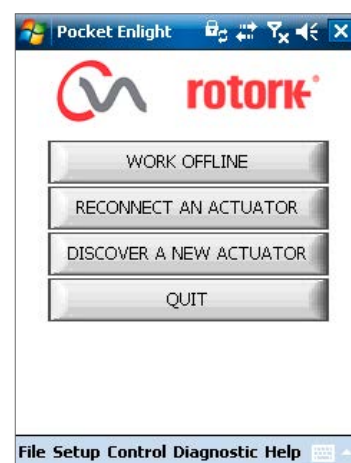 Pocket Enlight
rotork
WORK OFFLINE
RECONNECT AN ACTUATOR
DISCOVER A NEW ACTUATOR
QUIT
File Setup Control Diagnostic Help